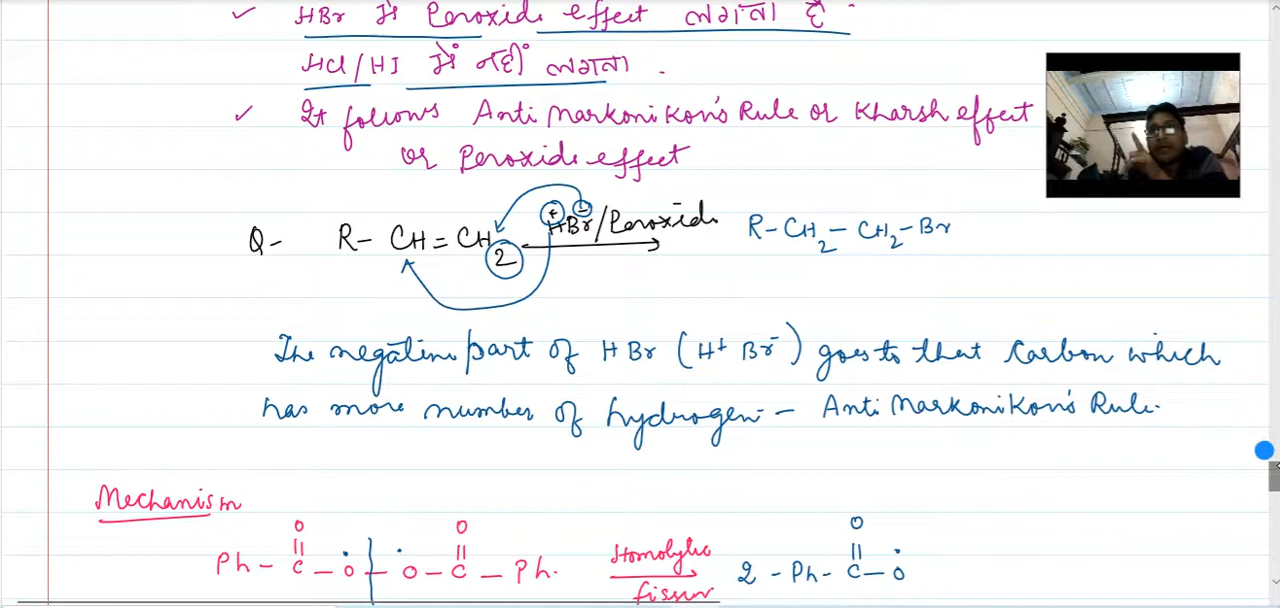 ✓ HBr में Peroxide effect लगता है.
HCl/HI में नहीं लगता.
✓ It follows Anti Markonikon's Rule or Kharsh effect
or Peroxide effect
Q- R-CH=CH2 HBr/Peroxide R-CH2-CH2-Br
+ -
The negative part of HBr (H+ Br-) goes to that carbon which
has more number of hydrogen - Anti Markonikon's Rule.
Mechanism
O O O
Ph-C-O-O-C-Ph. Homolytic 2-Ph-C-O
fission